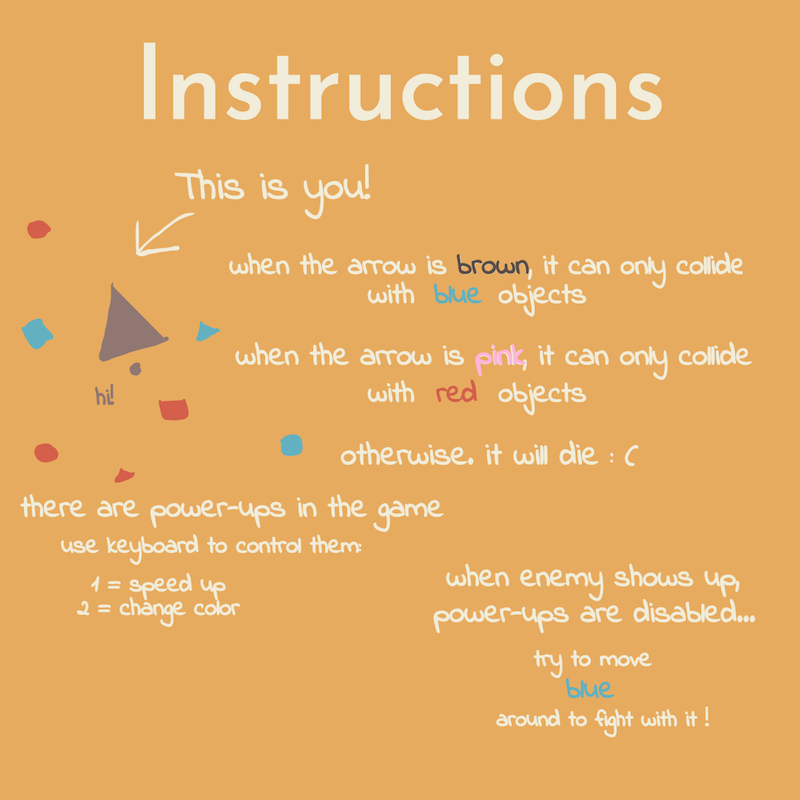 Instructions
This is you!
when the arrow is brown, it can only collide
with blue objects
when the arrow is pink, it can only collide
with red objects
hi!
otherwise. it will die : (
there are power-ups in the game
use keyboard to control them:
1 = speed up
2 = change color
when enemy shows up,
power-ups are disabled...
try to move
blue
around to fight with it !